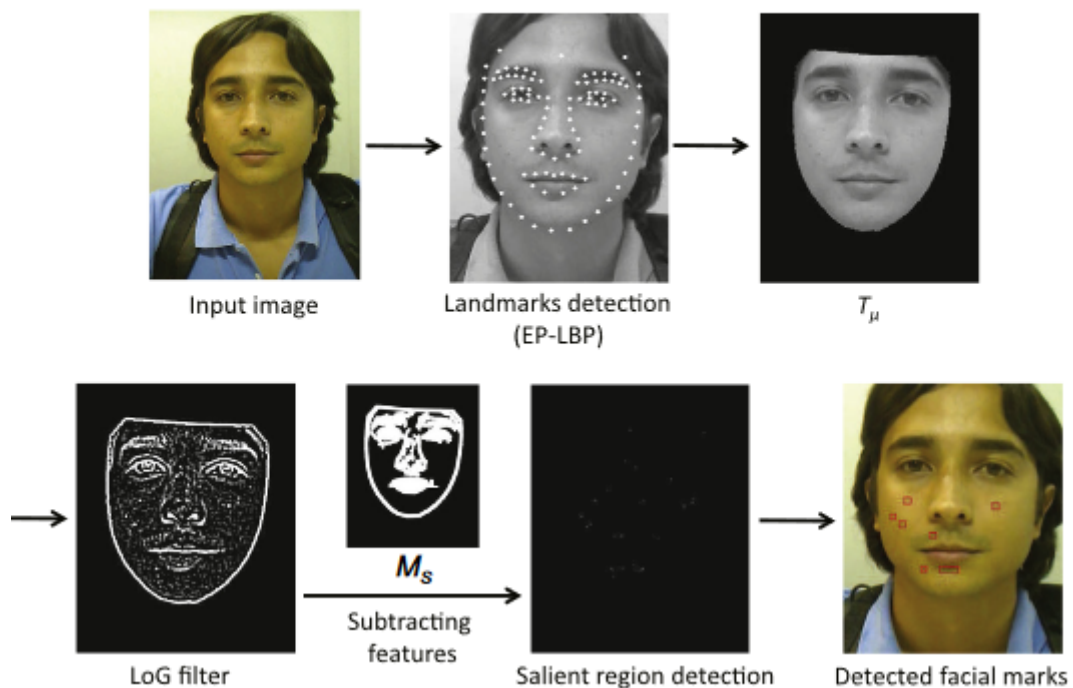 Input image
Landmarks detection
(EP-LBP)
Tμ
Ms
Subtracting
features
LoG filter
Salient region detection
Detected facial marks